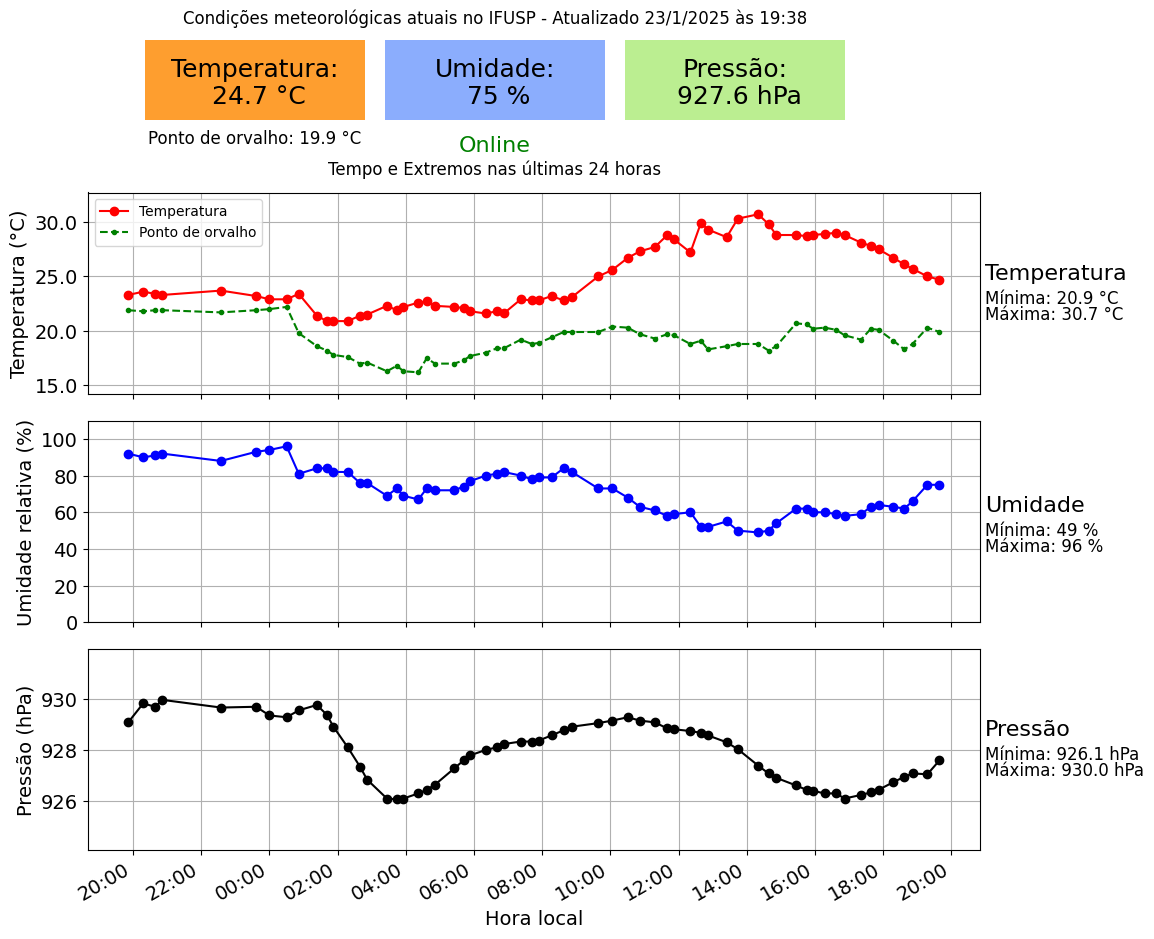 Condições meteorológicas atuais no IFUSP - Atualizado 23/1/2025 às 19:38
Temperatura:
24.7 °C
Umidade:
75 %
Pressão:
927.6 hPa
Ponto de orvalho: 19.9 °C
Online
Tempo e Extremos nas últimas 24 horas
Temperatura (°C)
30.0
25.0
20.0
15.0
Temperatura
Ponto de orvalho
Temperatura
Mínima: 20.9 °C
Máxima: 30.7 °C
Umidade relativa (%)
100
80
60
40
20
0
Umidade
Mínima: 49 %
Máxima: 96 %
Pressão (hPa)
930
928
926
Pressão
Mínima: 926.1 hPa
Máxima: 930.0 hPa
20:00 22:00 00:00 02:00 04:00 06:00 08:00 10:00 12:00 14:00 16:00 18:00 20:00
Hora local